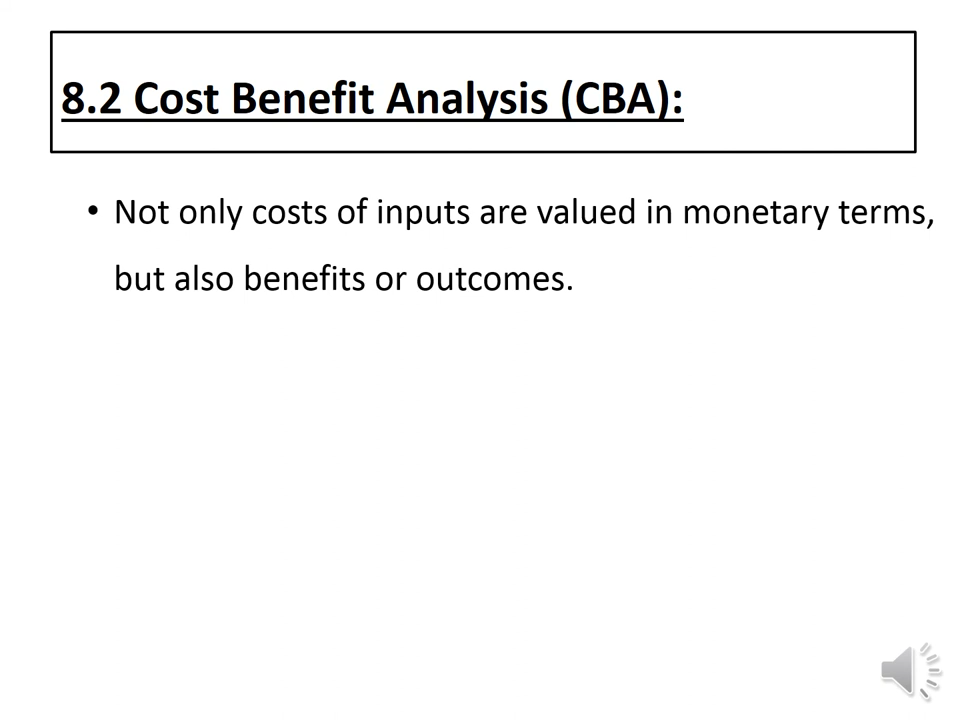 8.2 Cost Benefit Analysis (CBA):
• Not only costs of inputs are valued in monetary terms,
but also benefits or outcomes.